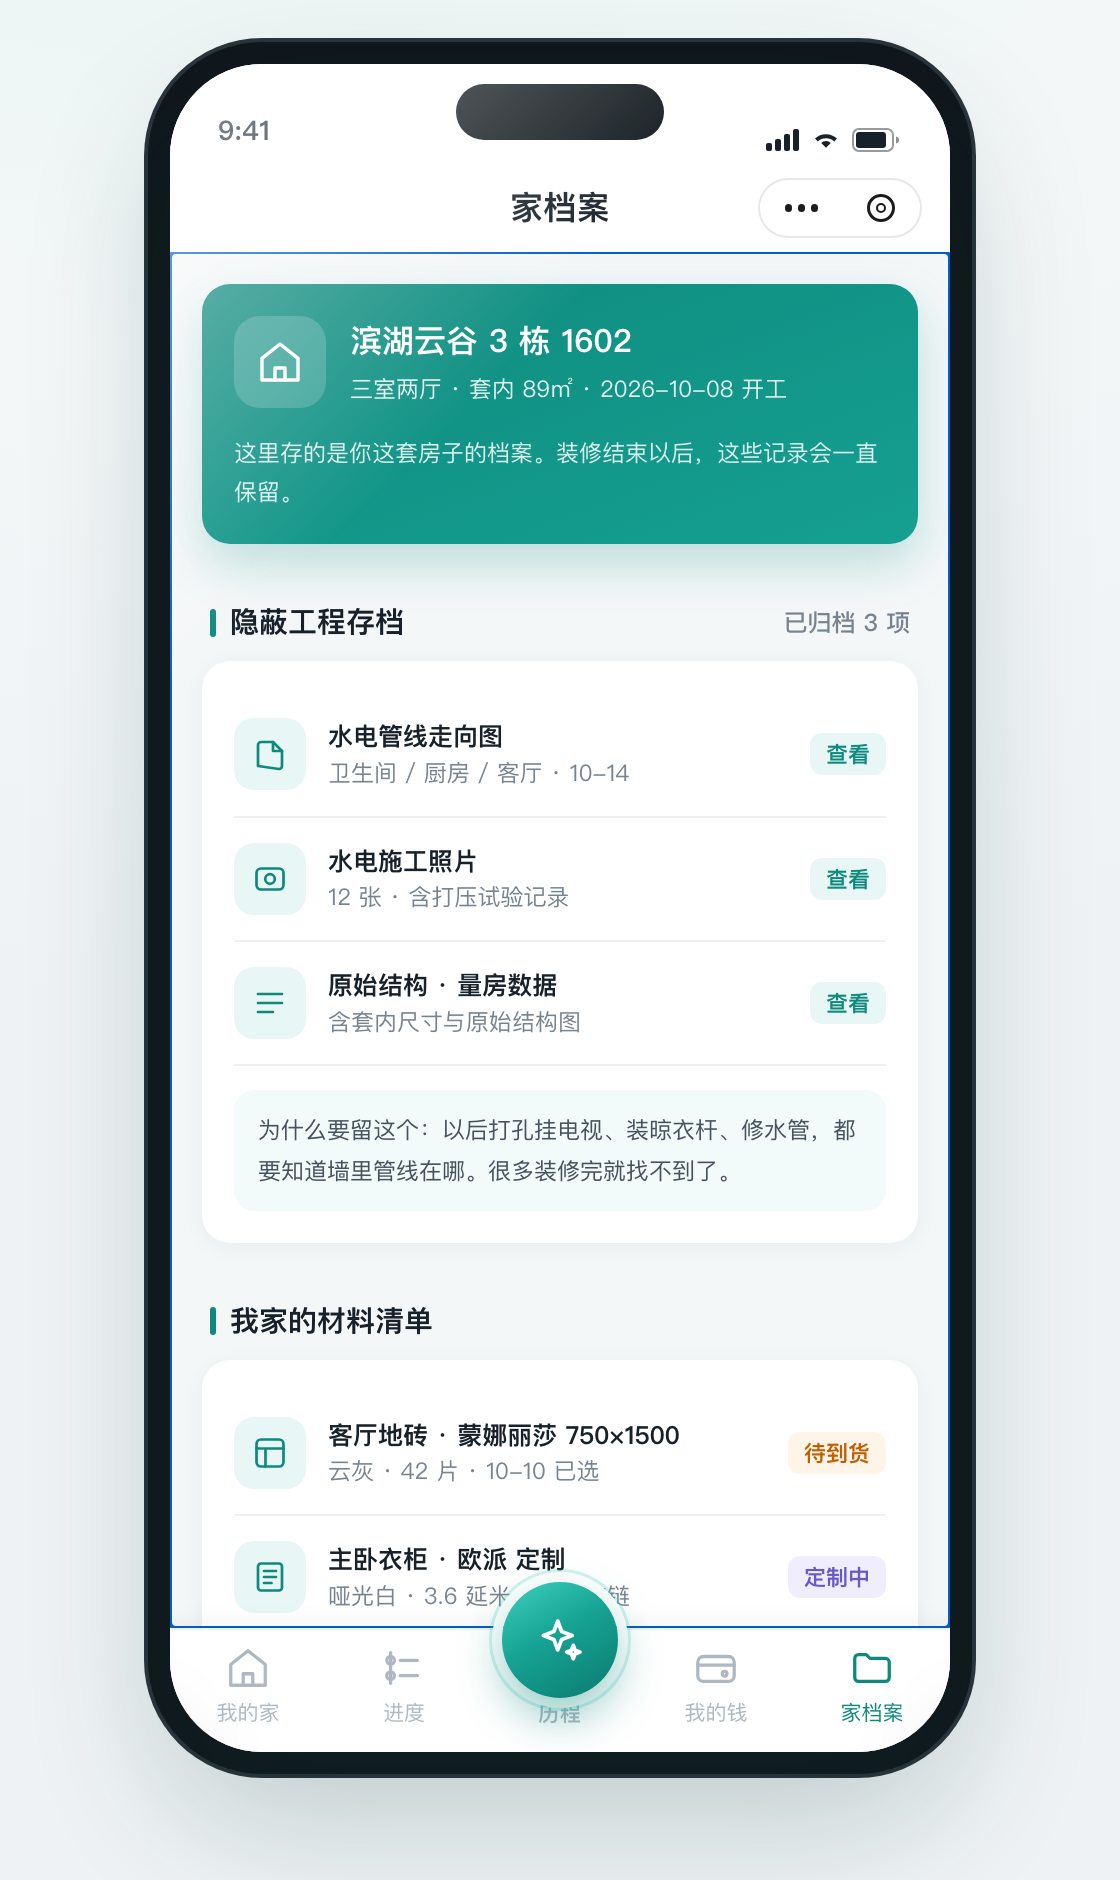 9:41
家档案
滨湖云谷 3 栋 1602
三室两厅 · 套内 89㎡ · 2026-10-08 开工
这里存的是你这套房子的档案。装修结束以后，这些记录会一直
保留。
隐蔽工程存档
已归档 3 项
水电管线走向图
卫生间 / 厨房 / 客厅 · 10-14
查看
水电施工照片
12 张 · 含打压试验记录
查看
原始结构 · 量房数据
含套内尺寸与原始结构图
查看
为什么要留这个：以后打孔挂电视、装晾衣杆、修水管，都
要知道墙里管线在哪。很多装修完就找不到了。
我家的材料清单
客厅地砖 · 蒙娜丽莎 750×1500
云灰 · 42 片 · 10-10 已选
待到货
主卧衣柜 · 欧派 定制
哑光白 · 3.6 延米 链
定制中
我的家
进度
历程
我的钱
家档案